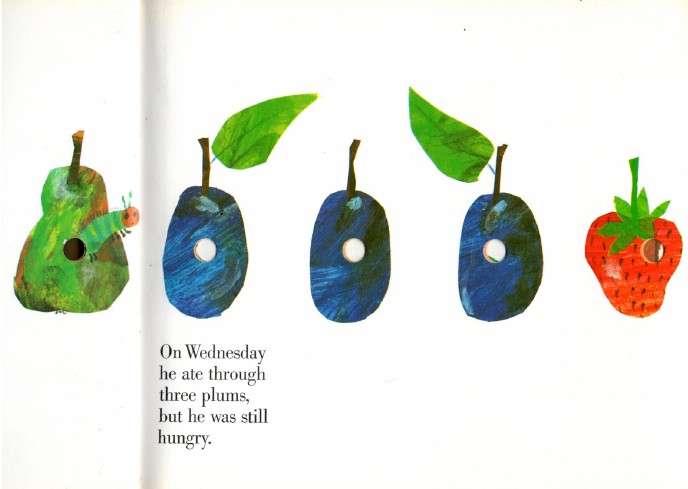 On Wednesday
he ate through
three plums,
but he was still
hungry.